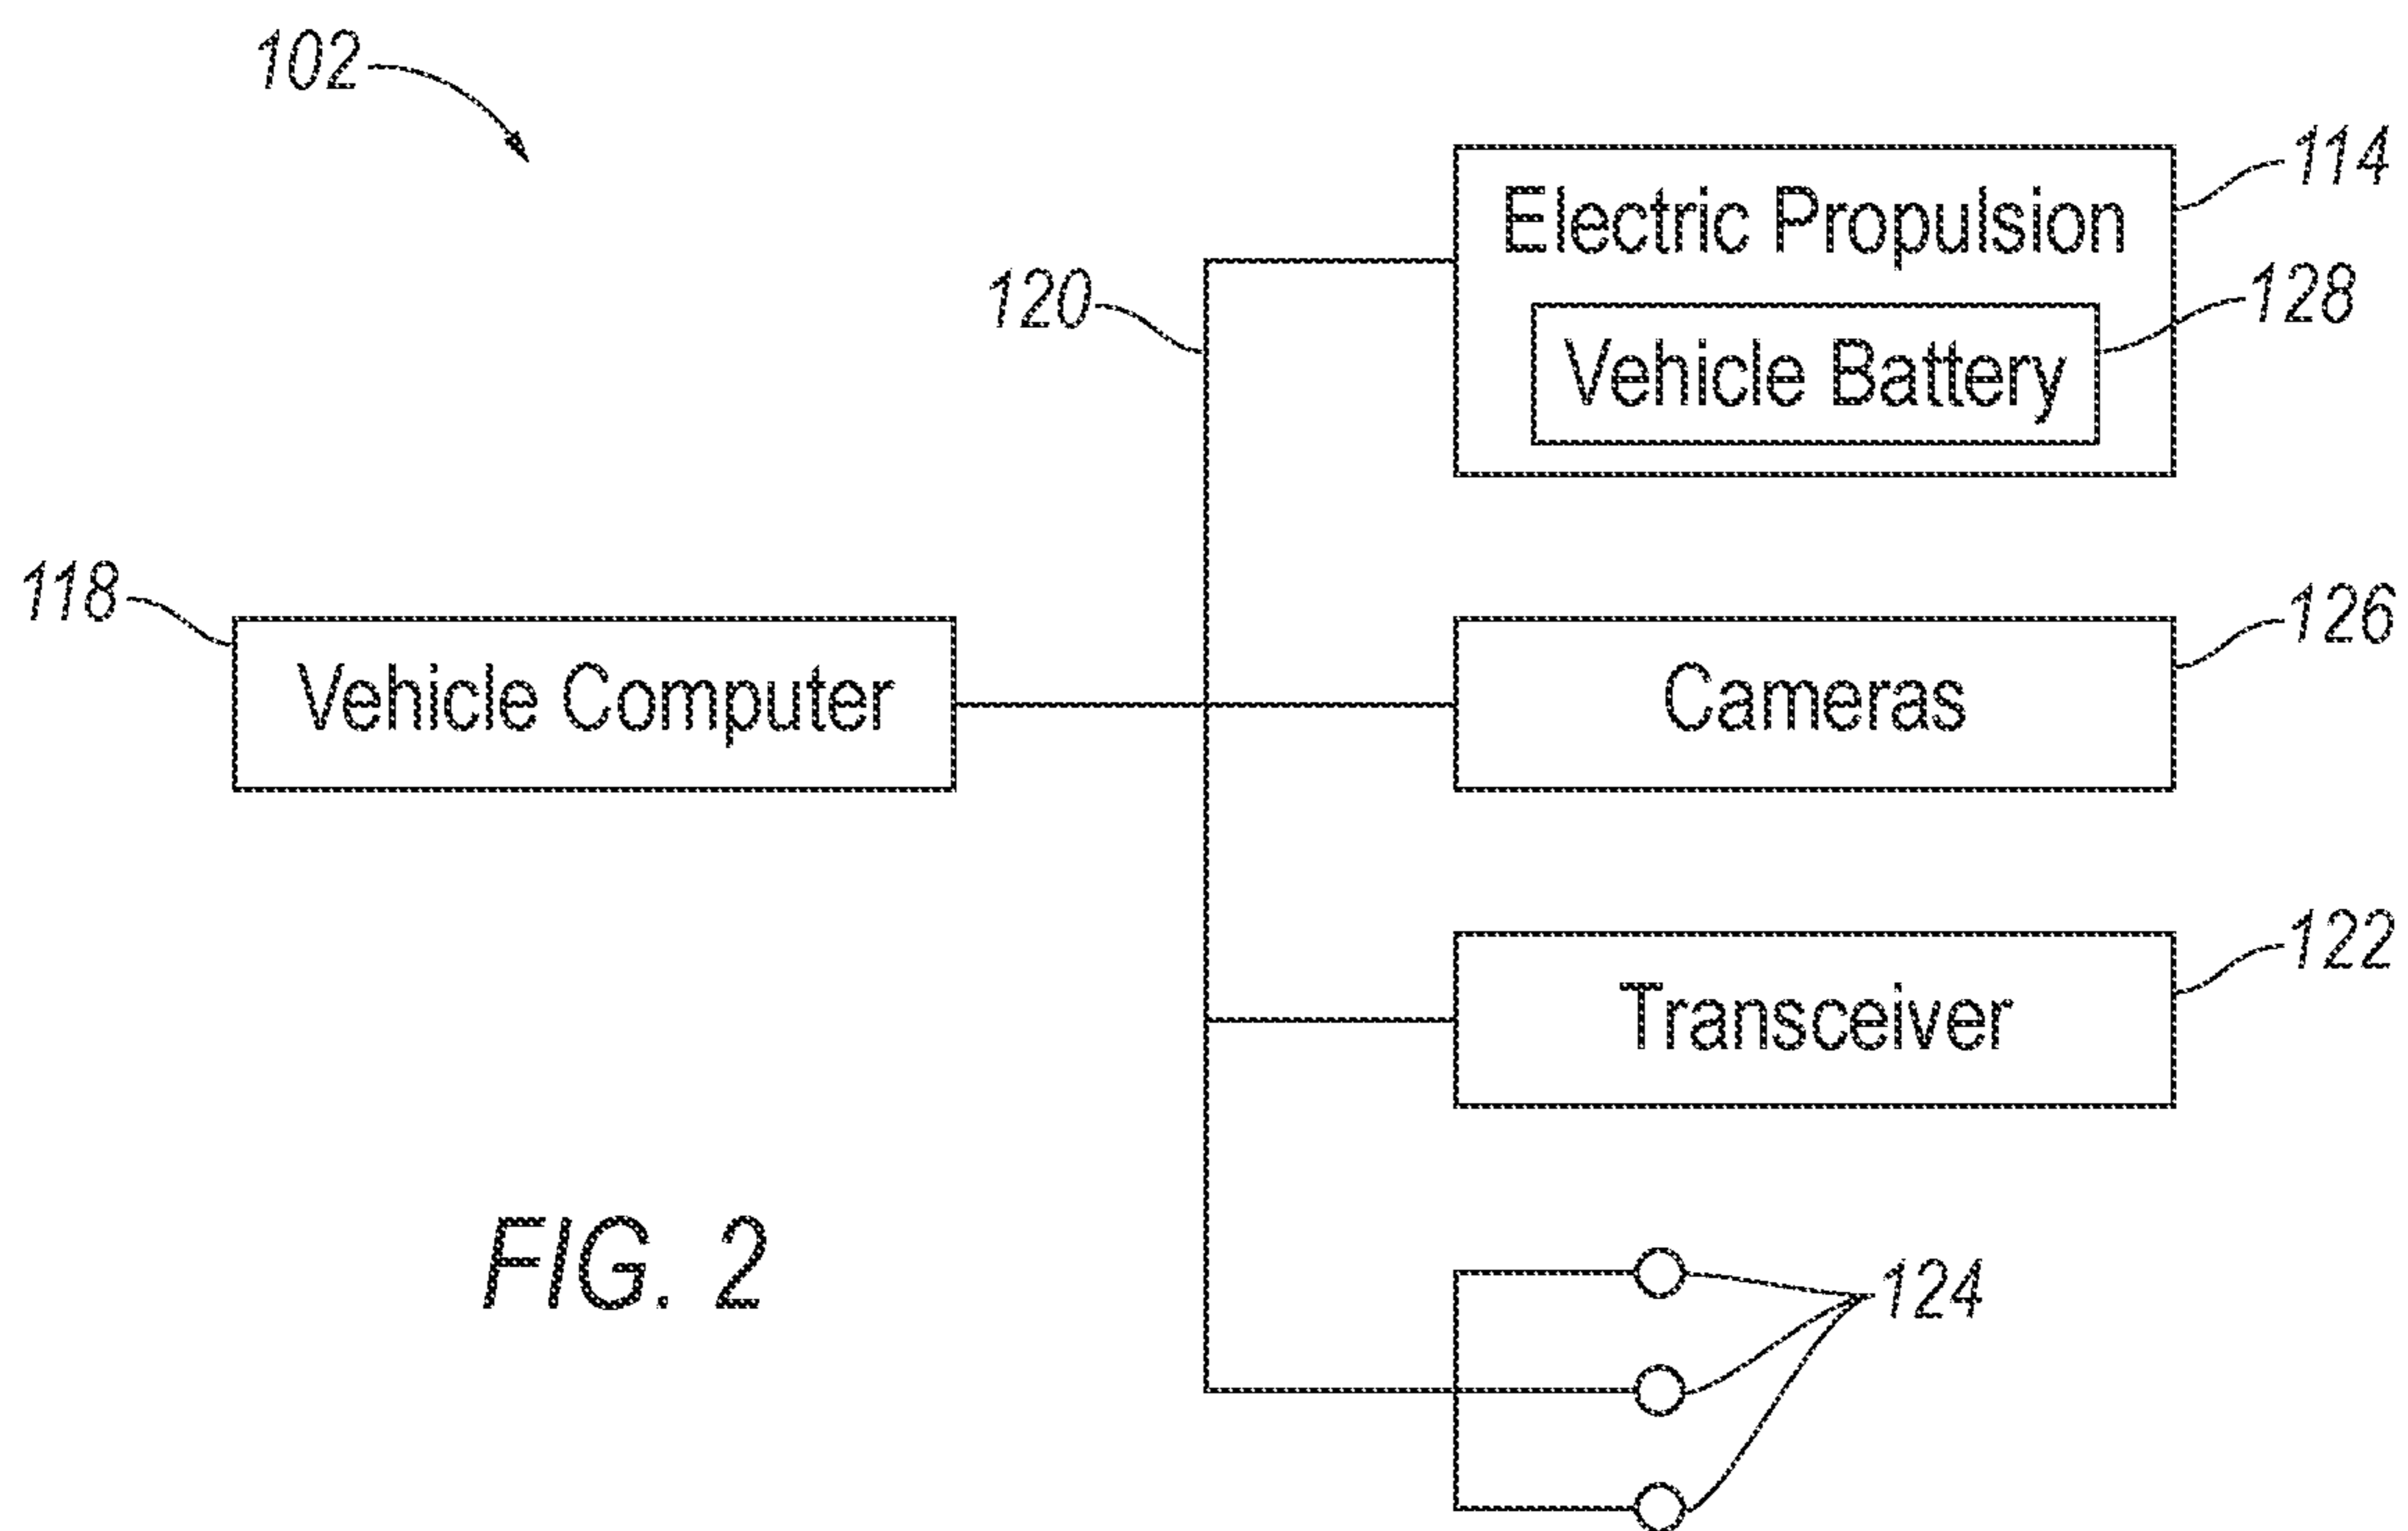 102
114
Electric Propulsion
120
128
Vehicle Battery
118
126
Vehicle Computer
Cameras
122
Transceiver
124
FIG. 2